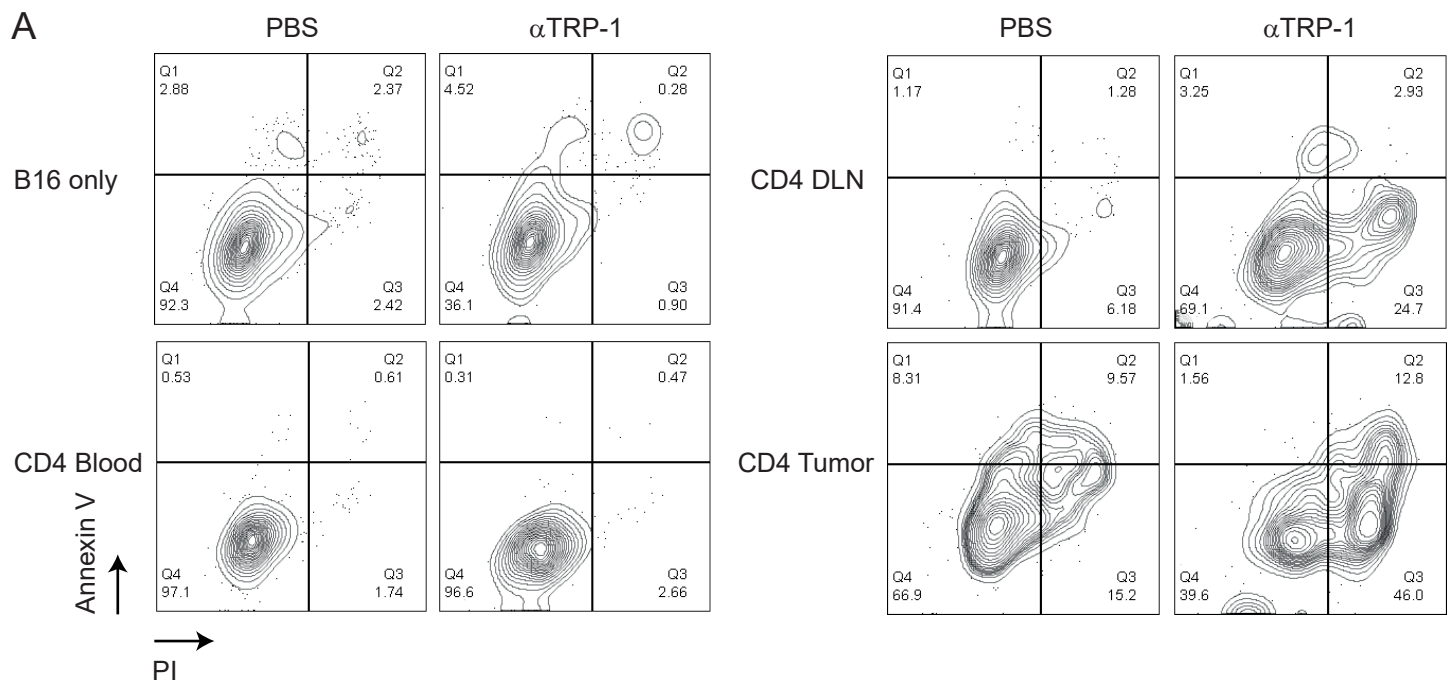 A
PBS
αTRP-1
PBS
αTRP-1
B16 only
Q1
2.88
Q2
2.37
Q4
92.3
Q3
2.42
Q1
4.52
Q2
0.28
Q4
36.1
Q3
0.90
CD4 DLN
Q1
1.17
Q2
1.28
Q4
91.4
Q3
6.18
Q1
3.25
Q2
2.93
Q4
69.1
Q3
24.7
CD4 Blood
Q1
0.53
Q2
0.61
Q4
97.1
Q3
1.74
Q1
0.31
Q2
0.47
Q4
96.6
Q3
2.66
CD4 Tumor
Q1
8.31
Q2
9.57
Q4
66.9
Q3
15.2
Q1
1.56
Q2
12.8
Q4
39.6
Q3
46.0
Annexin V
PI